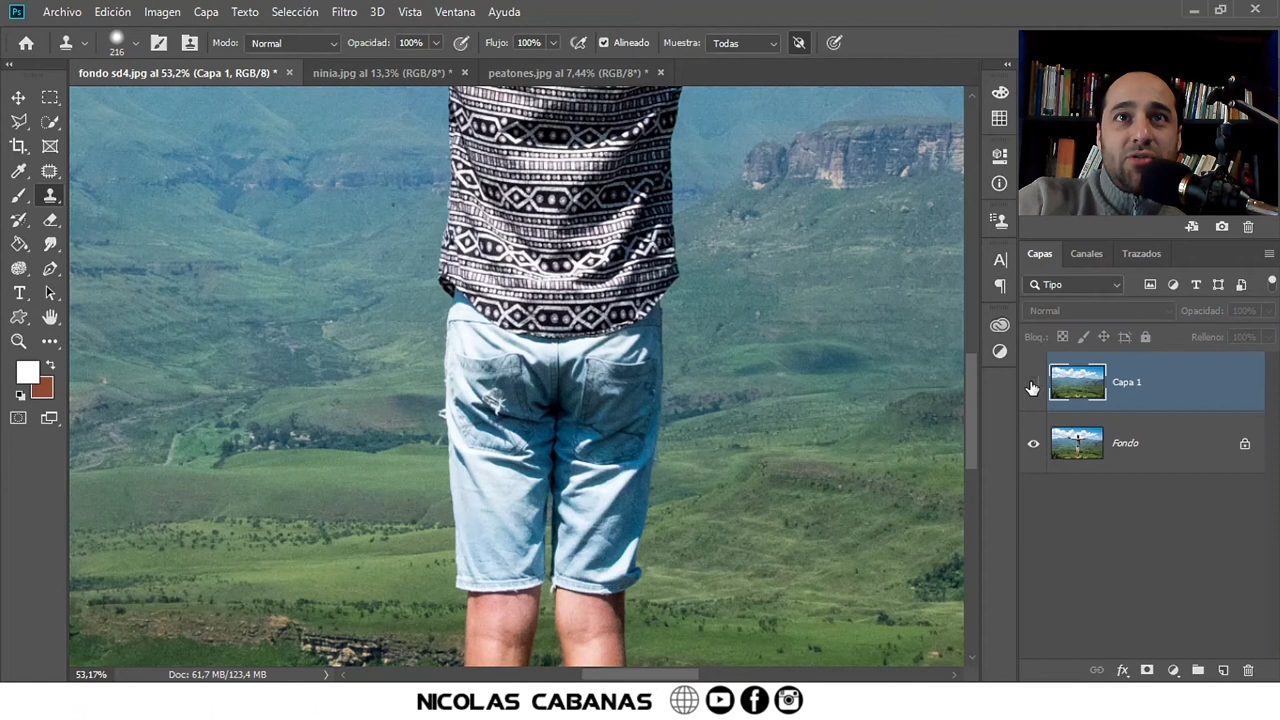 Ps Archivo Edición Imagen Capa Texto Selección Filtro 3D Vista Ventana Ayuda
216 Modo: Normal Opacidad: 100% Flujo: 100% Alineado Muestra: Todas
fondo sd4.jpg al 53,2% (Capa 1, RGB/8) * ninia.jpg al 13,3% (RGB/8*) * peatones.jpg al 7,44% (RGB/8*) *
Capas Canales Trazados
Tipo
Normal Opacidad: 100%
Bloq.: Relleno: 100%
Capa 1
Fondo
53,17% Doc: 61,7 MB/123,4 MB
NICOLAS CABANAS